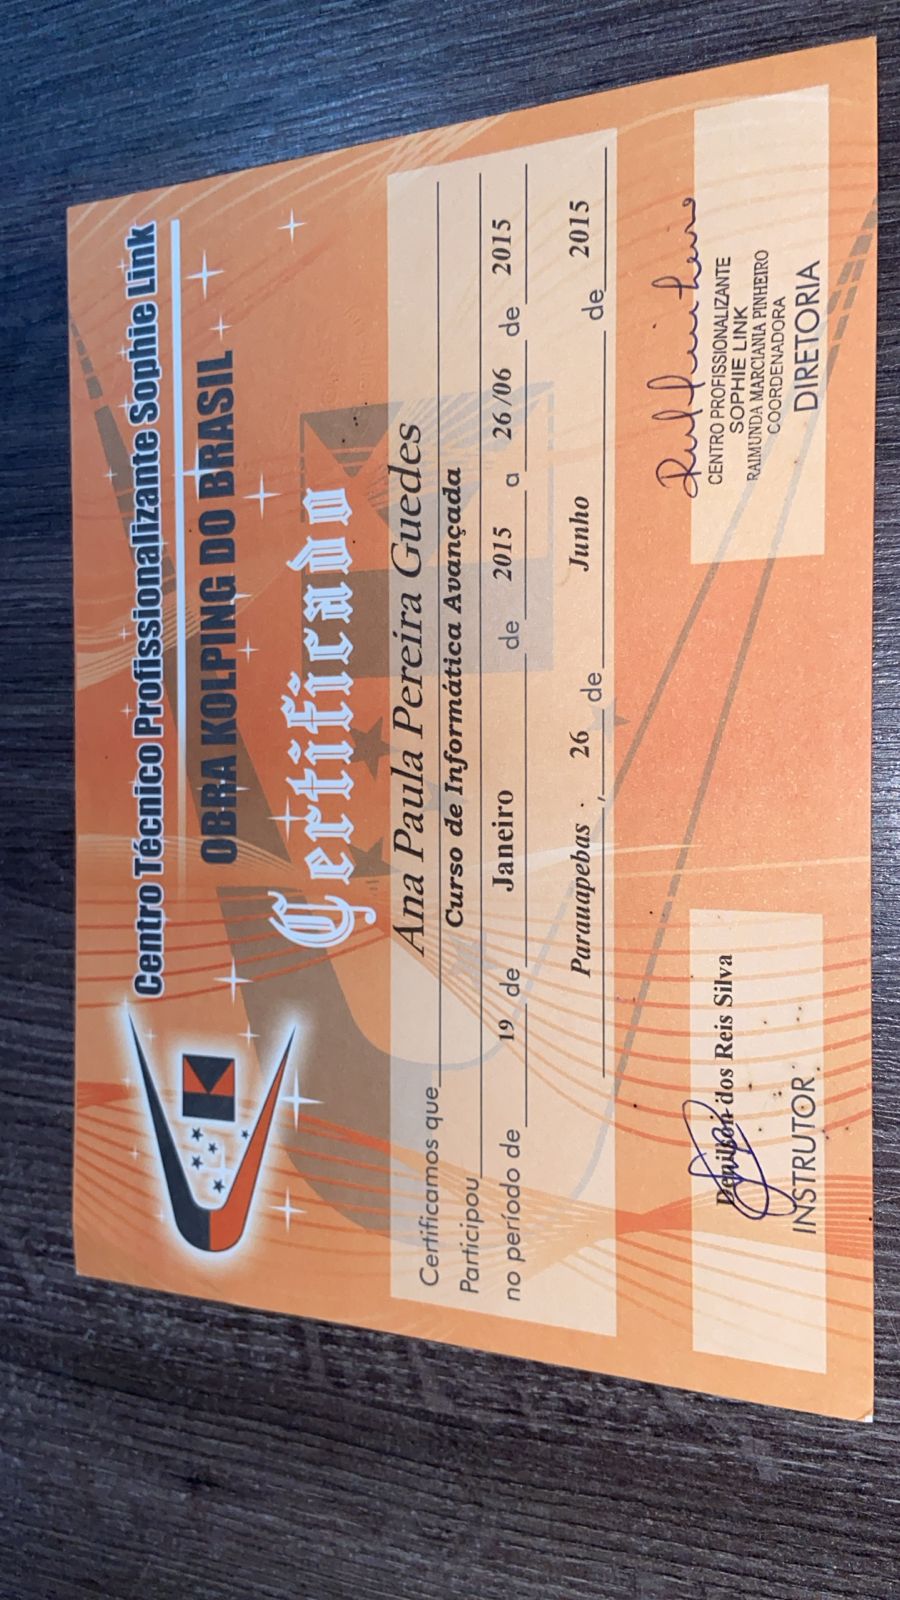 Centro Técnico Profissionalizante Sophie Link
OBRA KOLPING DO BRASIL
Certificado
Certificamos que Ana Paula Pereira Guedes
Participou Curso de Informática Avançada
no período de 19 de Janeiro de 2015 a 26/06 de 2015
Parauapebas , 26 de Junho de 2015
Denilson dos Reis Silva
INSTRUTOR
CENTRO PROFISSIONALIZANTE
SOPHIE LINK
RAIMUNDA MARCIANIA PINHEIRO
COORDENADORA
DIRETORIA